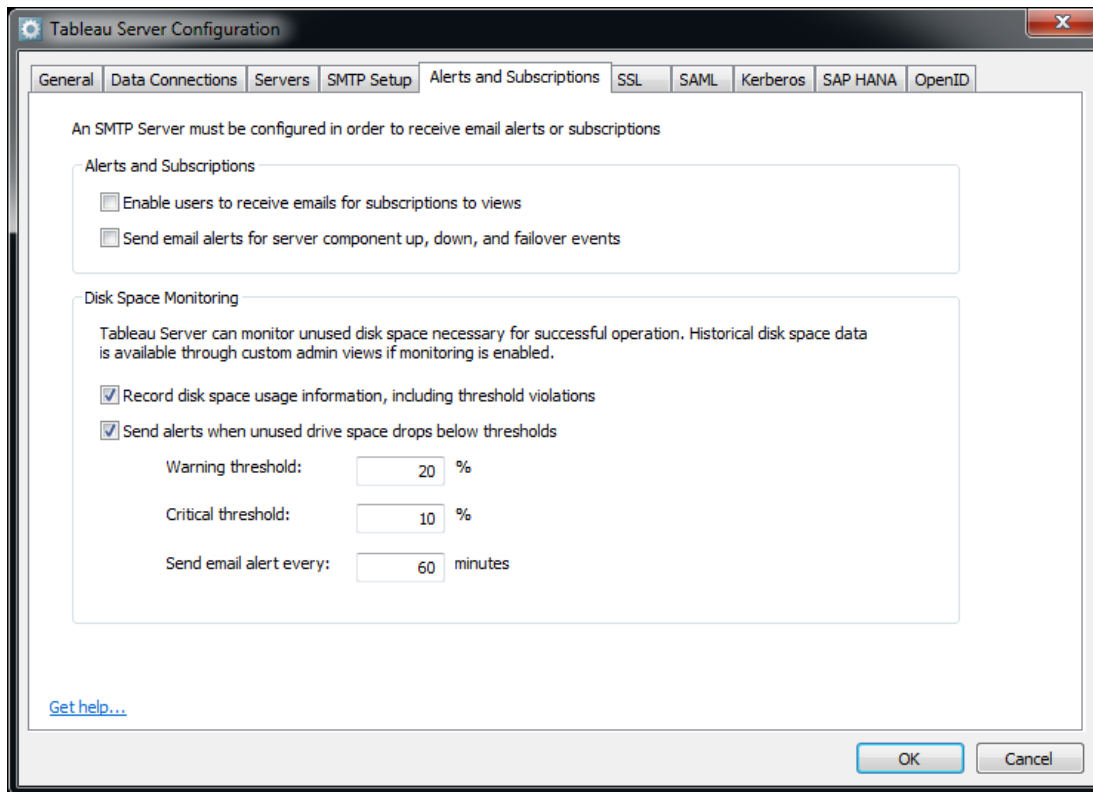 Tableau Server Configuration
General Data Connections Servers SMTP Setup Alerts and Subscriptions SSL SAML Kerberos SAP HANA OpenID
An SMTP Server must be configured in order to receive email alerts or subscriptions
Alerts and Subscriptions
Enable users to receive emails for subscriptions to views
Send email alerts for server component up, down, and failover events
Disk Space Monitoring
Tableau Server can monitor unused disk space necessary for successful operation. Historical disk space data
is available through custom admin views if monitoring is enabled.
Record disk space usage information, including threshold violations
Send alerts when unused drive space drops below thresholds
Warning threshold: 20 %
Critical threshold: 10 %
Send email alert every: 60 minutes
Get help...
OK Cancel